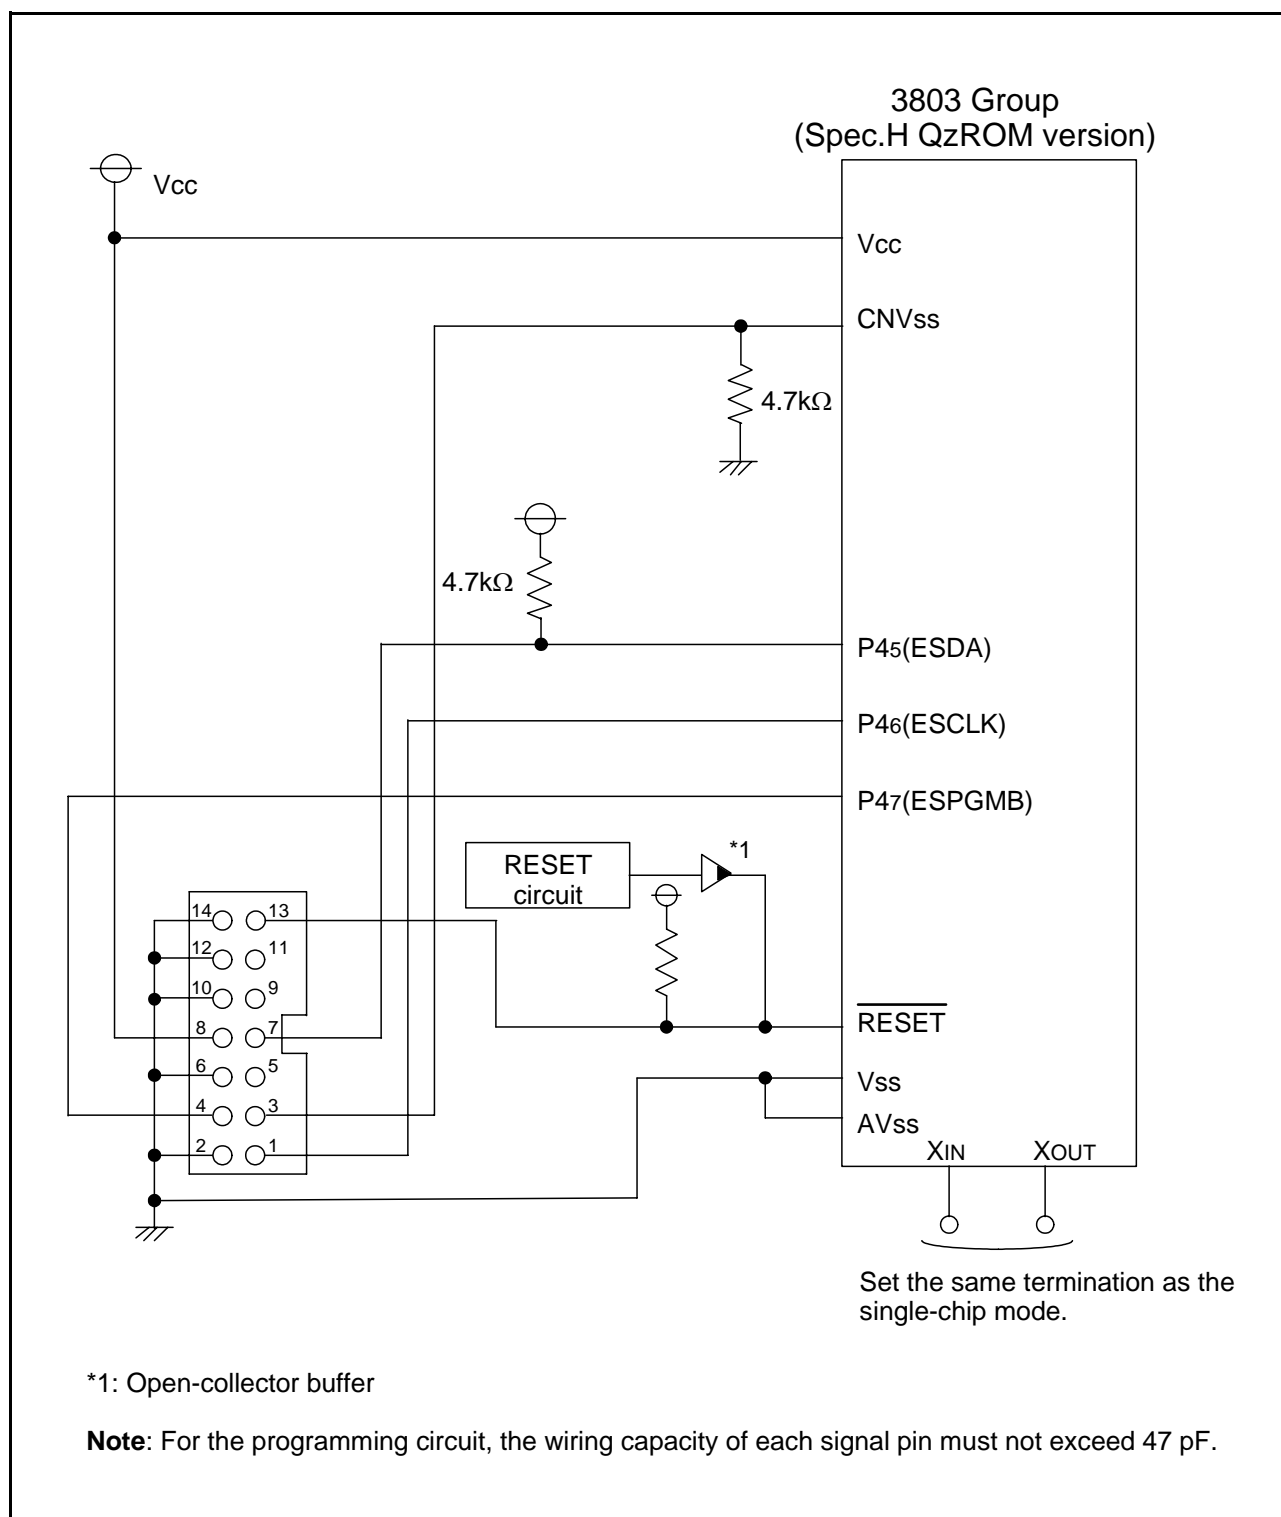 3803 Group
(Spec.H QzROM version)
Vcc
Vcc
CNVss
4.7kΩ
4.7kΩ
P45(ESDA)
P46(ESCLK)
P47(ESPGMB)
RESET
circuit
*1
14 13
12 11
10 9
8 7
6 5
4 3
2 1
RESET
Vss
AVss
XIN XOUT
Set the same termination as the
single-chip mode.
*1: Open-collector buffer
Note: For the programming circuit, the wiring capacity of each signal pin must not exceed 47 pF.